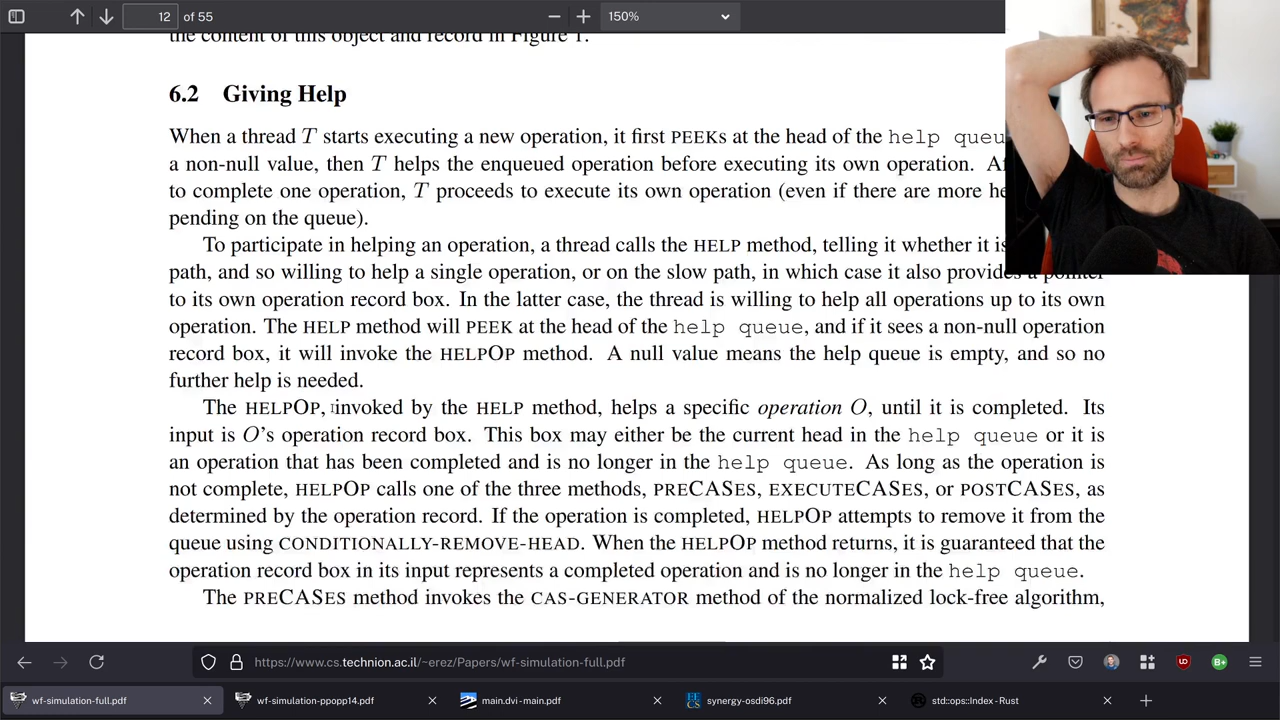 12 of 55
150%
the content of this object and record in Figure 1.
6.2 Giving Help
When a thread T starts executing a new operation, it first PEEKs at the head of the help queu
a non-null value, then T helps the enqueued operation before executing its own operation. Af
to complete one operation, T proceeds to execute its own operation (even if there are more he
pending on the queue).
To participate in helping an operation, a thread calls the HELP method, telling it whether it is
path, and so willing to help a single operation, or on the slow path, in which case it also provides a pointer
to its own operation record box. In the latter case, the thread is willing to help all operations up to its own
operation. The HELP method will PEEK at the head of the help queue, and if it sees a non-null operation
record box, it will invoke the HELPOP method. A null value means the help queue is empty, and so no
further help is needed.
The HELPOP, invoked by the HELP method, helps a specific operation O, until it is completed. Its
input is O's operation record box. This box may either be the current head in the help queue or it is
an operation that has been completed and is no longer in the help queue. As long as the operation is
not complete, HELPOP calls one of the three methods, PRECASES, EXECUTECASES, or POSTCASES, as
determined by the operation record. If the operation is completed, HELPOP attempts to remove it from the
queue using CONDITIONALLY-REMOVE-HEAD. When the HELPOP method returns, it is guaranteed that the
operation record box in its input represents a completed operation and is no longer in the help queue.
The PRECASES method invokes the CAS-GENERATOR method of the normalized lock-free algorithm,
https://www.cs.technion.ac.il/~erez/Papers/wf-simulation-full.pdf
wf-simulation-full.pdf
wf-simulation-ppopp14.pdf
main.dvi - main.pdf
synergy-osdi96.pdf
std::ops::Index - Rust